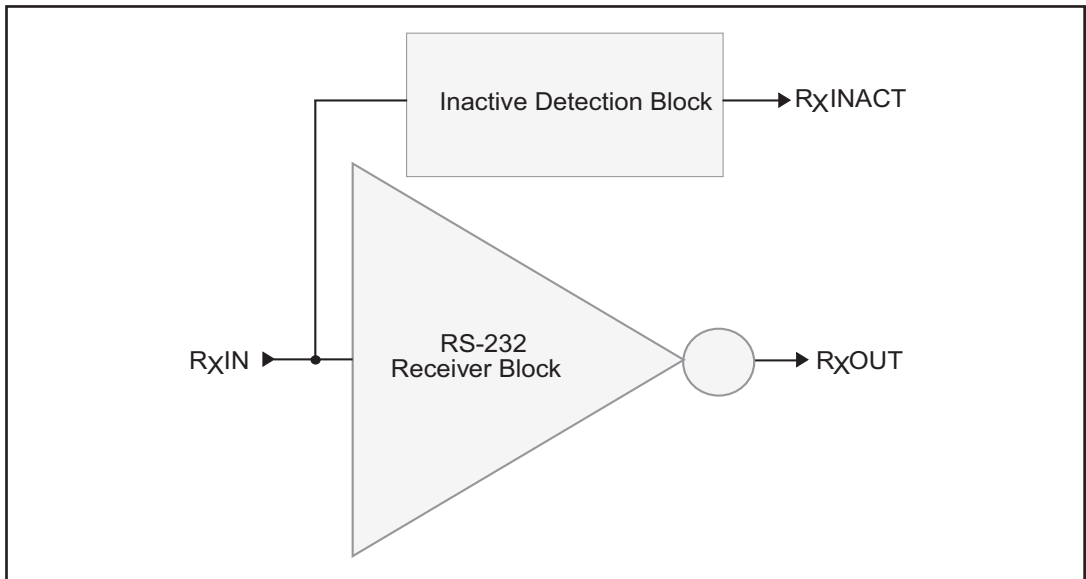 Inactive Detection Block
RXINACT
RS-232
Receiver Block
RXIN
RXOUT